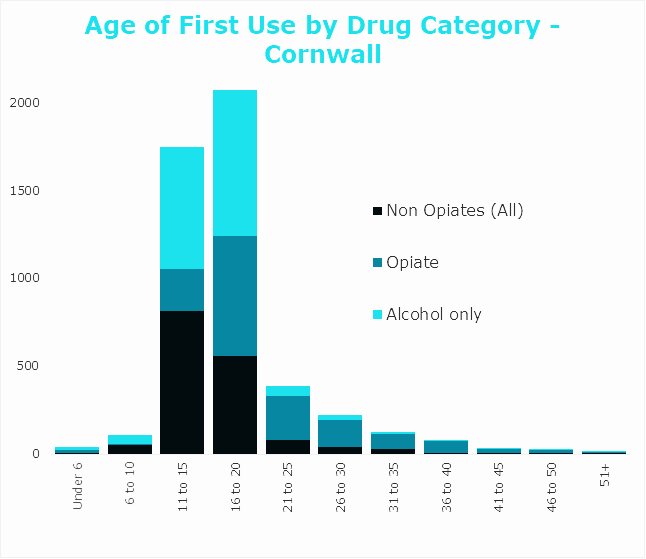 Age of First Use by Drug Category -
Cornwall
2000
1500
1000
500
0
Non Opiates (All)
Opiate
Alcohol only
Under 6
6 to 10
11 to 15
16 to 20
21 to 25
26 to 30
31 to 35
36 to 40
41 to 45
46 to 50
51+